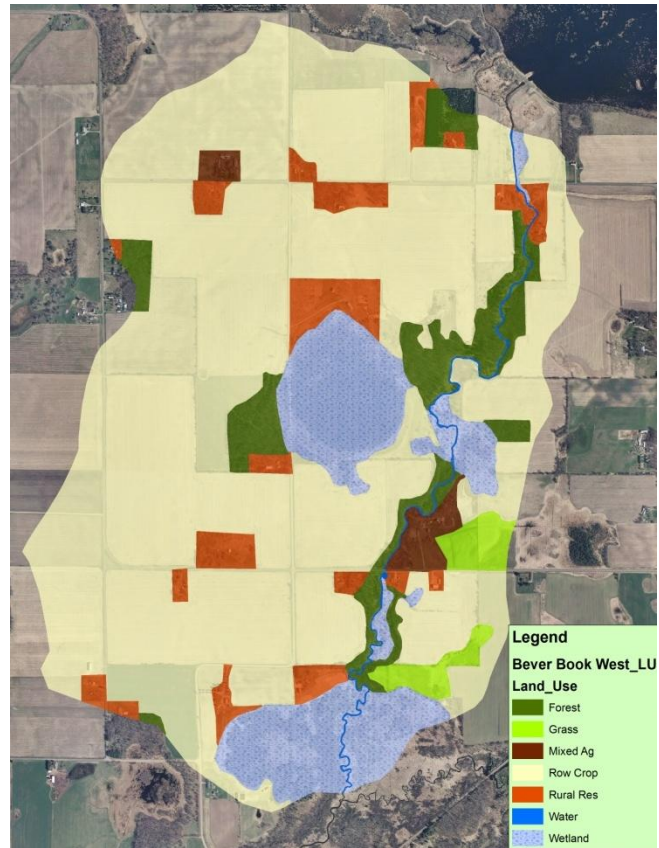 Legend
Bever Book West_LU
Land_Use
Forest
Grass
Mixed Ag
Row Crop
Rural Res
Water
Wetland